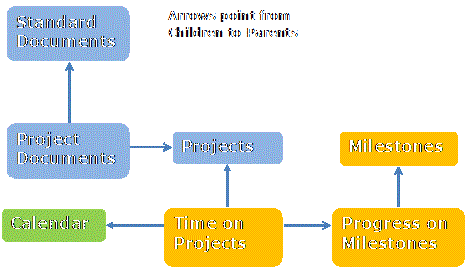 Standard
Documents
Arrows point from
Children to Parents
Project
Documents
Projects
Milestones
Calendar
Time on
Projects
Progress on
Milestones